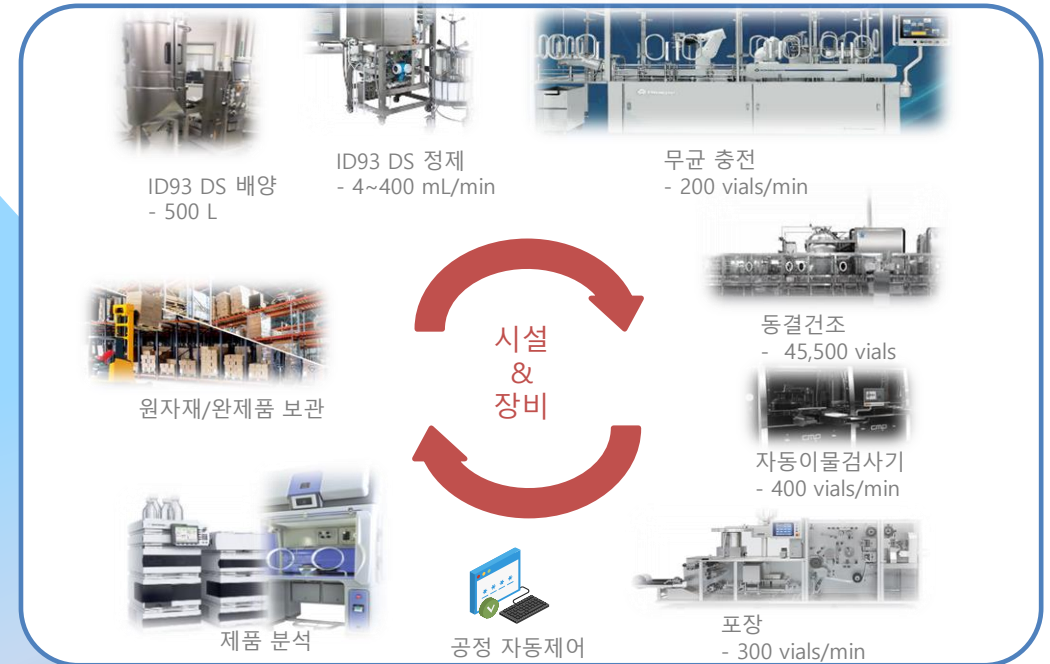 ID93 DS 배양
- 500 L
ID93 DS 정제
- 4~400 mL/min
무균 충전
- 200 vials/min
동결건조
- 45,500 vials
시설
&
장비
원자재/완제품 보관
cmp
cmp
자동이물검사기
- 400 vials/min
제품 분석
공정 자동제어
포장
- 300 vials/min